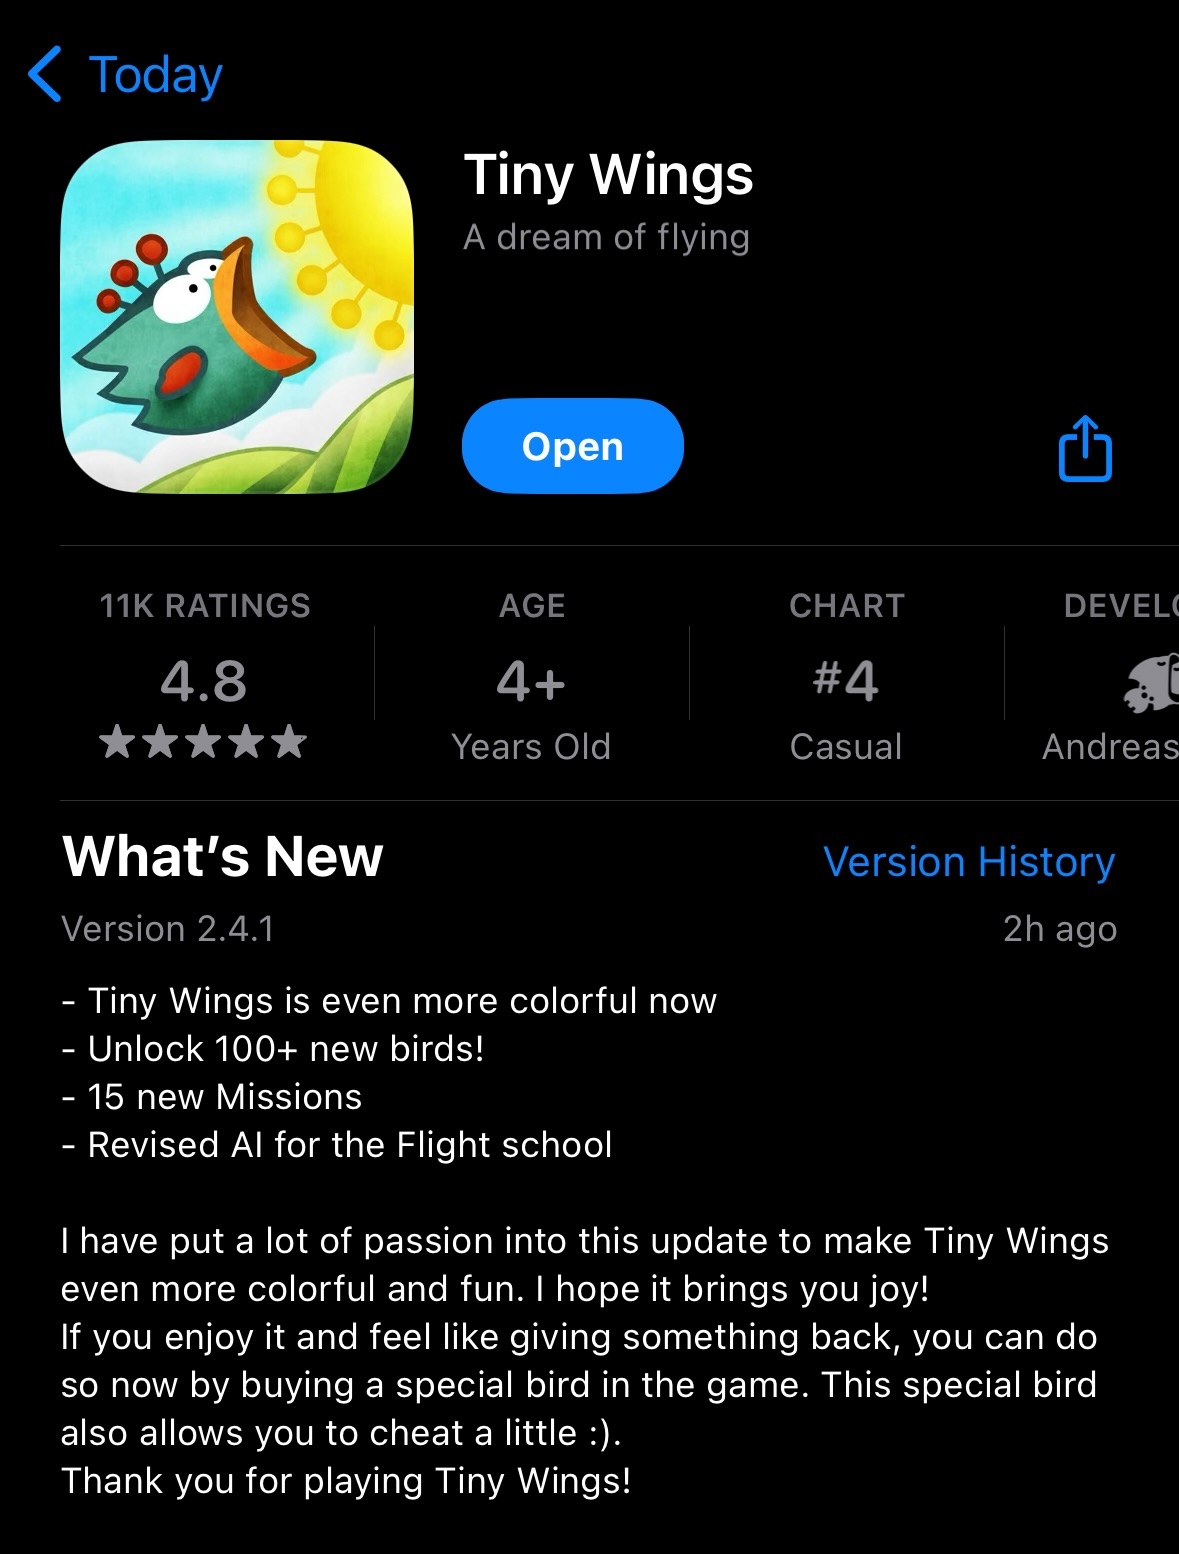 Today
Tiny Wings
A dream of flying
Open
11K RATINGS
4.8
AGE
4+
Years Old
CHART
#4
Casual
DEVELO
Andreas
What’s New
Version History
Version 2.4.1
2h ago
- Tiny Wings is even more colorful now
- Unlock 100+ new birds!
- 15 new Missions
- Revised AI for the Flight school
I have put a lot of passion into this update to make Tiny Wings
even more colorful and fun. I hope it brings you joy!
If you enjoy it and feel like giving something back, you can do
so now by buying a special bird in the game. This special bird
also allows you to cheat a little :).
Thank you for playing Tiny Wings!